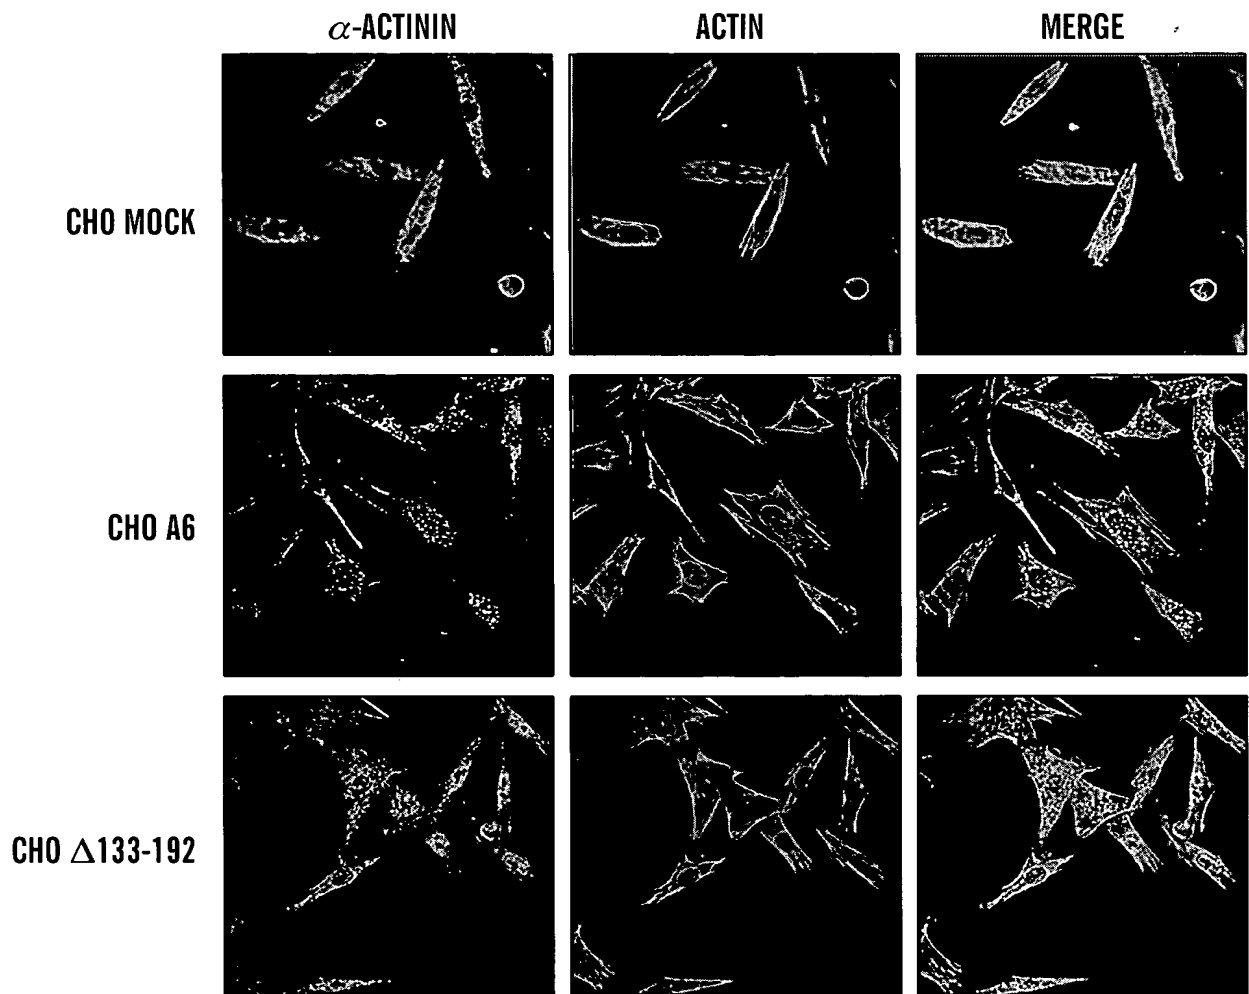 α-ACTININ ACTIN MERGE
CHO MOCK
CHO A6
CHO Δ133-192